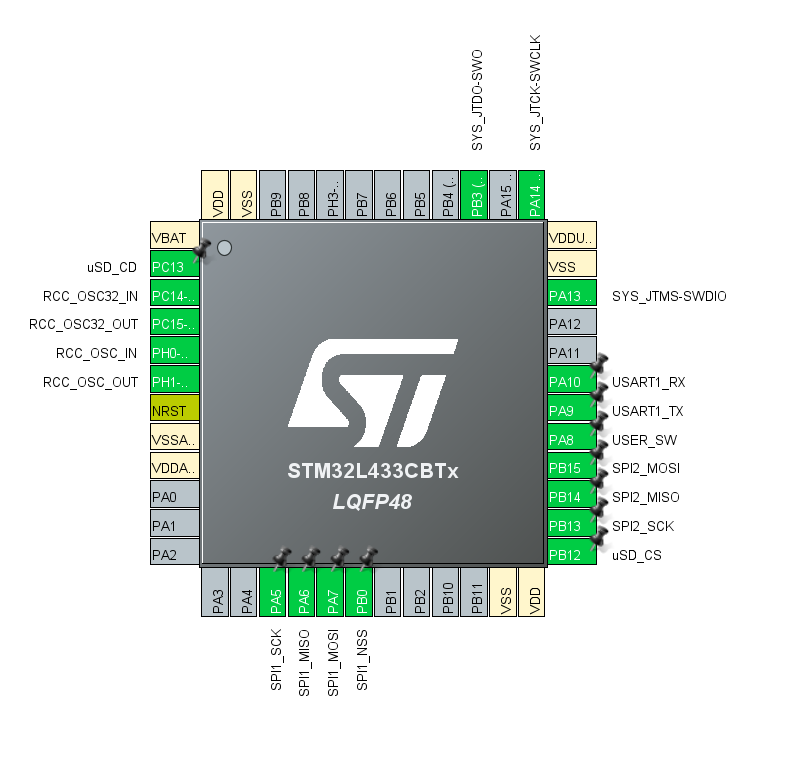 SYS_JTDO-SWO
SYS_JTCK-SWCLK
VDD
VSS
PB9
PB8
PH3-..
PB7
PB6
PB5
PB4 (..
PB3 (..
PA15 ..
PA14 ..
VBAT
uSD_CD PC13
RCC_OSC32_IN PC14-..
RCC_OSC32_OUT PC15-..
RCC_OSC_IN PH0-..
RCC_OSC_OUT PH1-..
NRST
VSSA..
VDDA..
PA0
PA1
PA2
STM32L433CBTx
LQFP48
VDDU..
VSS
PA13 .. SYS_JTMS-SWDIO
PA12
PA11
PA10 USART1_RX
PA9 USART1_TX
PA8 USER_SW
PB15 SPI2_MOSI
PB14 SPI2_MISO
PB13 SPI2_SCK
PB12 uSD_CS
PA3
PA4
PA5
PA6
PA7
PB0
PB1
PB2
PB10
PB11
VSS
VDD
SPI1_SCK
SPI1_MISO
SPI1_MOSI
SPI1_NSS